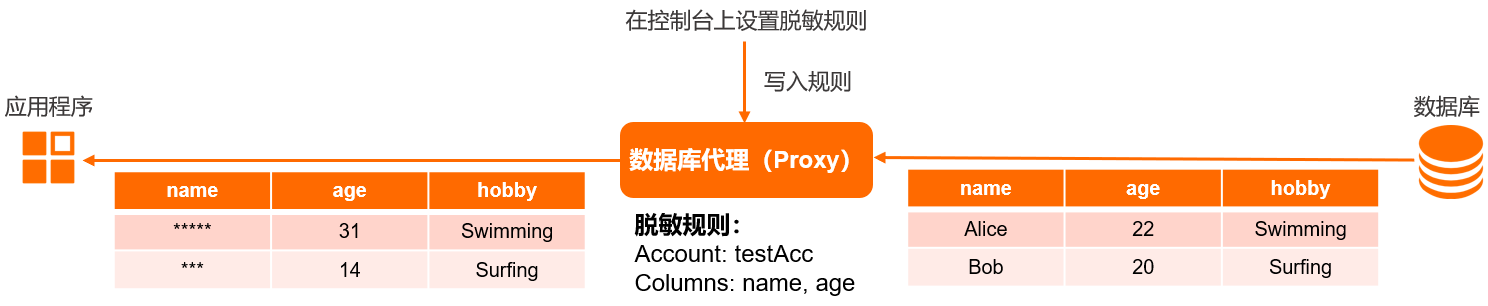 在控制台上设置脱敏规则
写入规则
应用程序
数据库
数据库代理（Proxy）
name age hobby
***** 31 Swimming
*** 14 Surfing
脱敏规则：
Account: testAcc
Columns: name, age
name age hobby
Alice 22 Swimming
Bob 20 Surfing